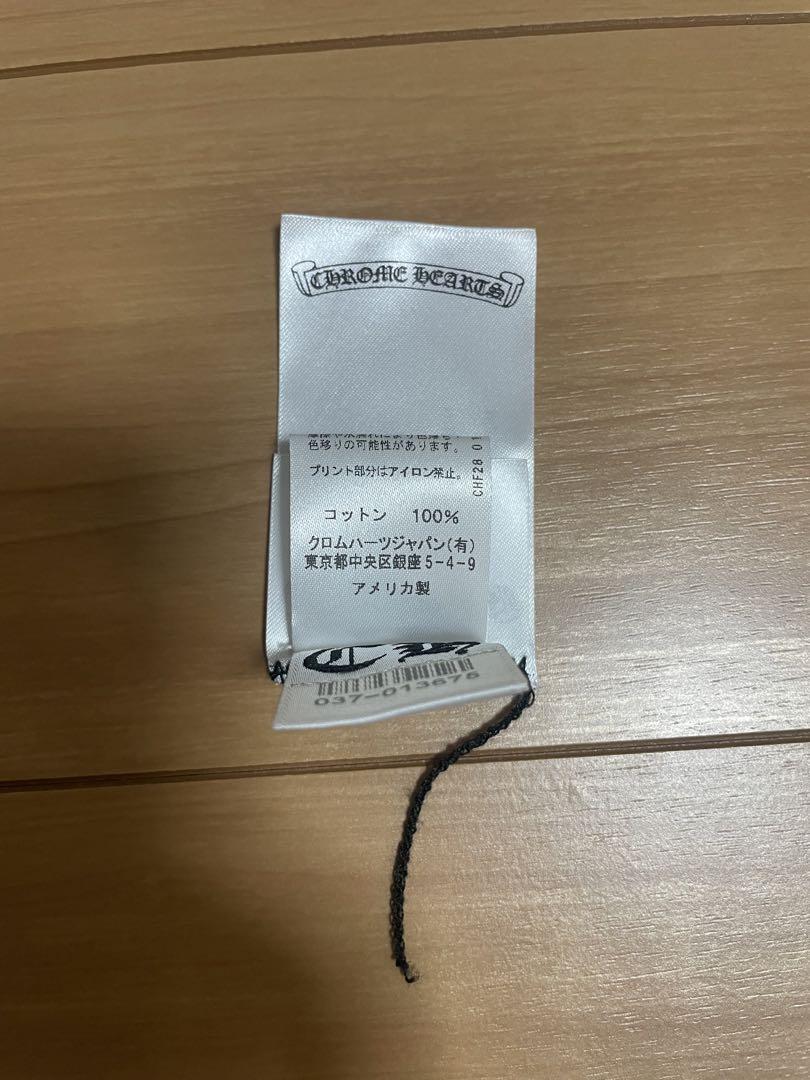 CHROME HEARTS
色移りの可能性があります。
プリント部分はアイロン禁止。
CHF28 01
コットン 100%
クロムハーツジャパン(有)
東京都中央区銀座5-4-9
アメリカ製
037-013675